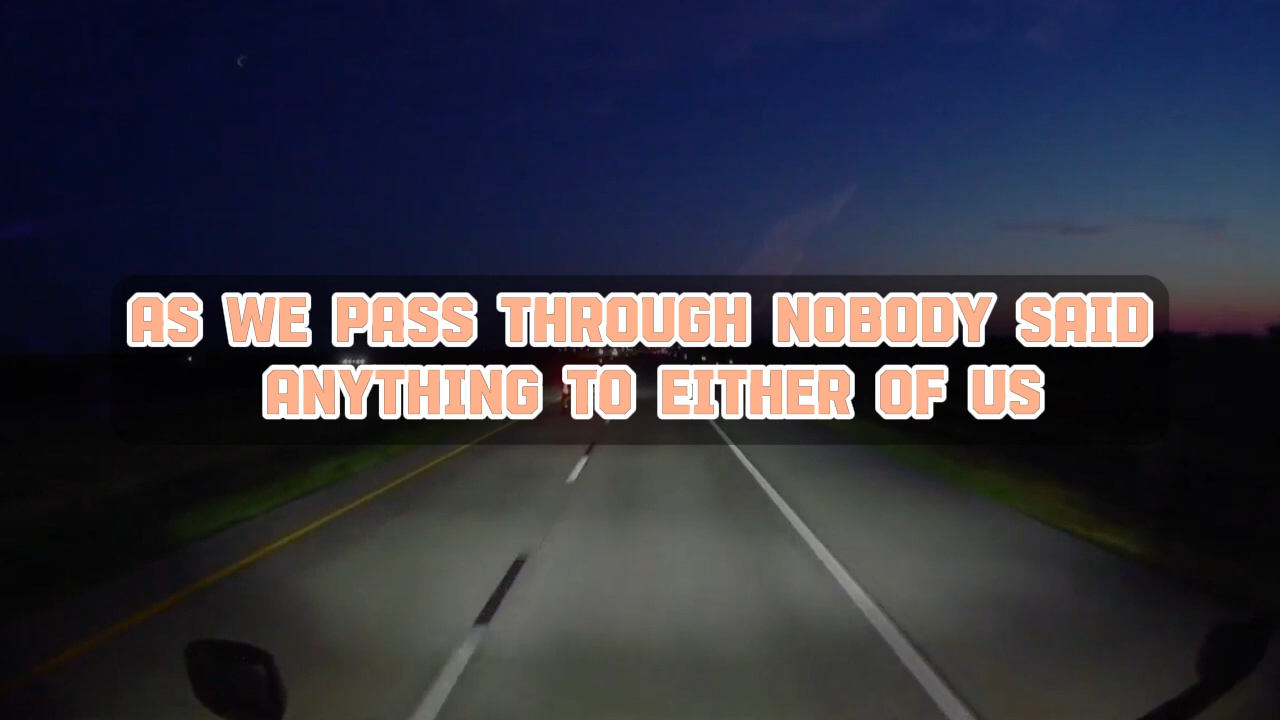 AS WE PASS THROUGH NOBODY SAID
ANYTHING TO EITHER OF US